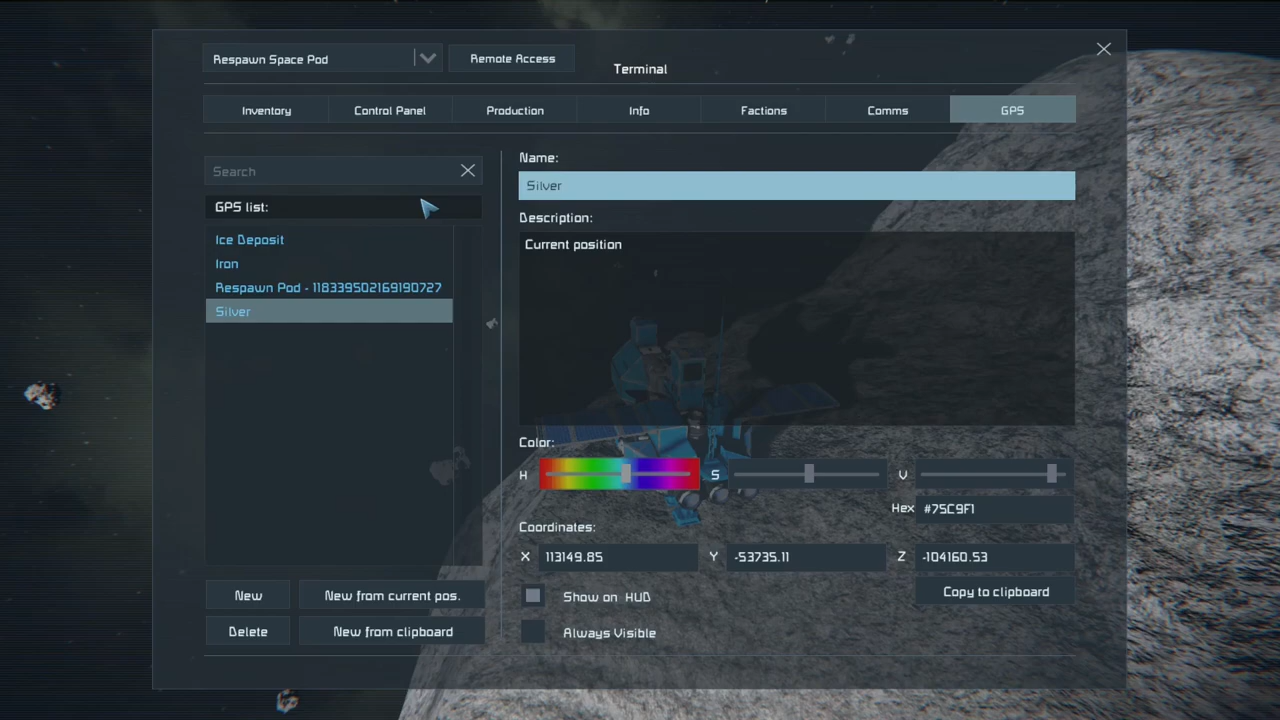 Respawn Space Pod
Remote Access
Terminal
Inventory
Control Panel
Production
Info
Factions
Comms
GPS
Search
GPS list:
Ice Deposit
Iron
Respawn Pod - 118339502169190727
Silver
New
New from current pos.
Delete
New from clipboard
Name:
Silver
Description:
Current position
Color:
H
S
V
Hex #75C9F1
Coordinates:
X 113149.85 Y -53735.11 Z -104160.53
Show on HUD
Copy to clipboard
Always Visible